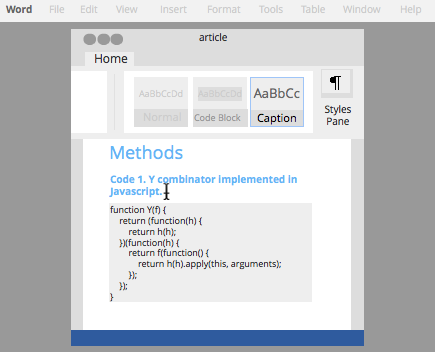 Word File Edit View Insert Format Tools Table Window Help
article
Home
AaBbCcDd AaBbCcDd AaBbCc
Normal Code Block Caption
¶
Styles
Pane
Methods
Code 1. Y combinator implemented in
Javascript.
function Y(f) {
    return (function(h) {
        return h(h);
    })(function(h) {
        return f(function() {
            return h(h).apply(this, arguments);
        });
    });
}